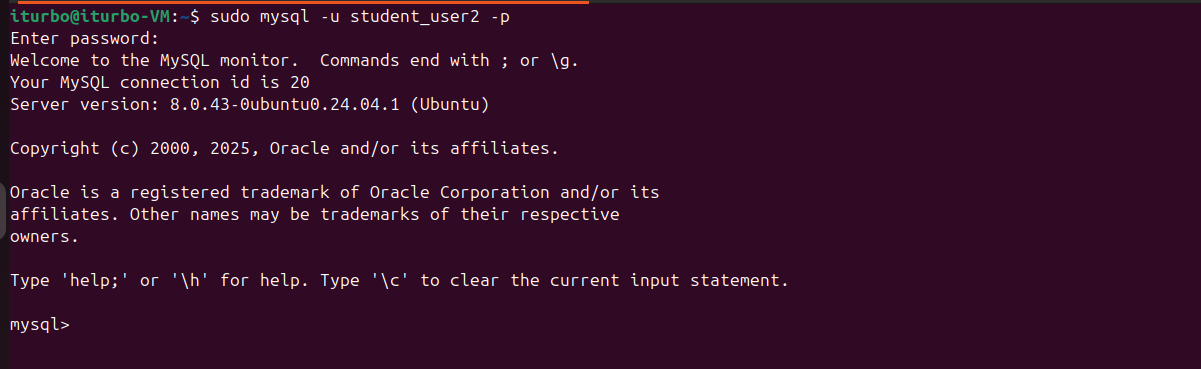 iturbo@iturbo-VM:~$ sudo mysql -u student_user2 -p
Enter password:
Welcome to the MySQL monitor.  Commands end with ; or \g.
Your MySQL connection id is 20
Server version: 8.0.43-0ubuntu0.24.04.1 (Ubuntu)

Copyright (c) 2000, 2025, Oracle and/or its affiliates.

Oracle is a registered trademark of Oracle Corporation and/or its
affiliates. Other names may be trademarks of their respective
owners.

Type 'help;' or '\h' for help. Type '\c' to clear the current input statement.

mysql>